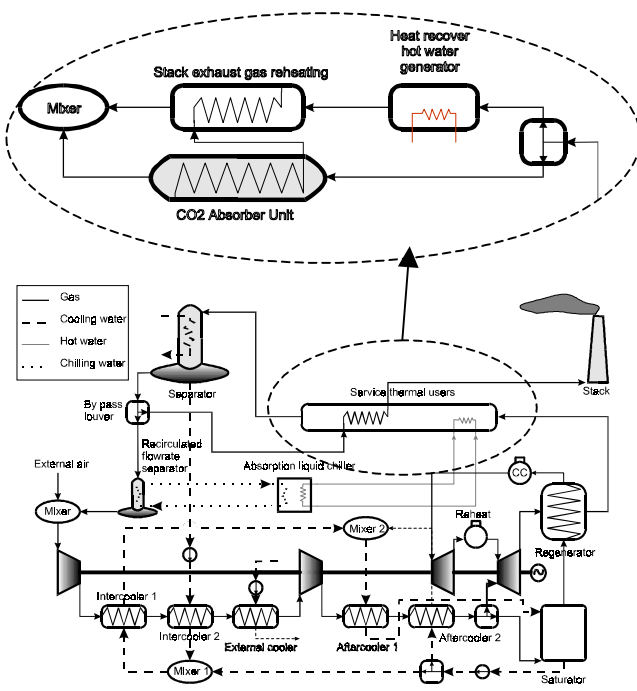 Heat recover
hot water
generator
Stack exhaust gas reheating
Mixer
CO2 Absorber Unit
Gas
Cooling water
Hot water
Chilling water
Separator
Service thermal users
Stack
By pass
louver
Recirculated
flowrate
separator
External air
Absorption liquid chiller
CC
Mixer
Mixer 2
Reheat
Regenerator
Intercooler 1
Intercooler 2
External cooler
Aftercooler 1
Aftercooler 2
Mixer 1
Saturator